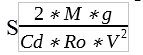 S 2 * M * g / Cd * Ro * V²